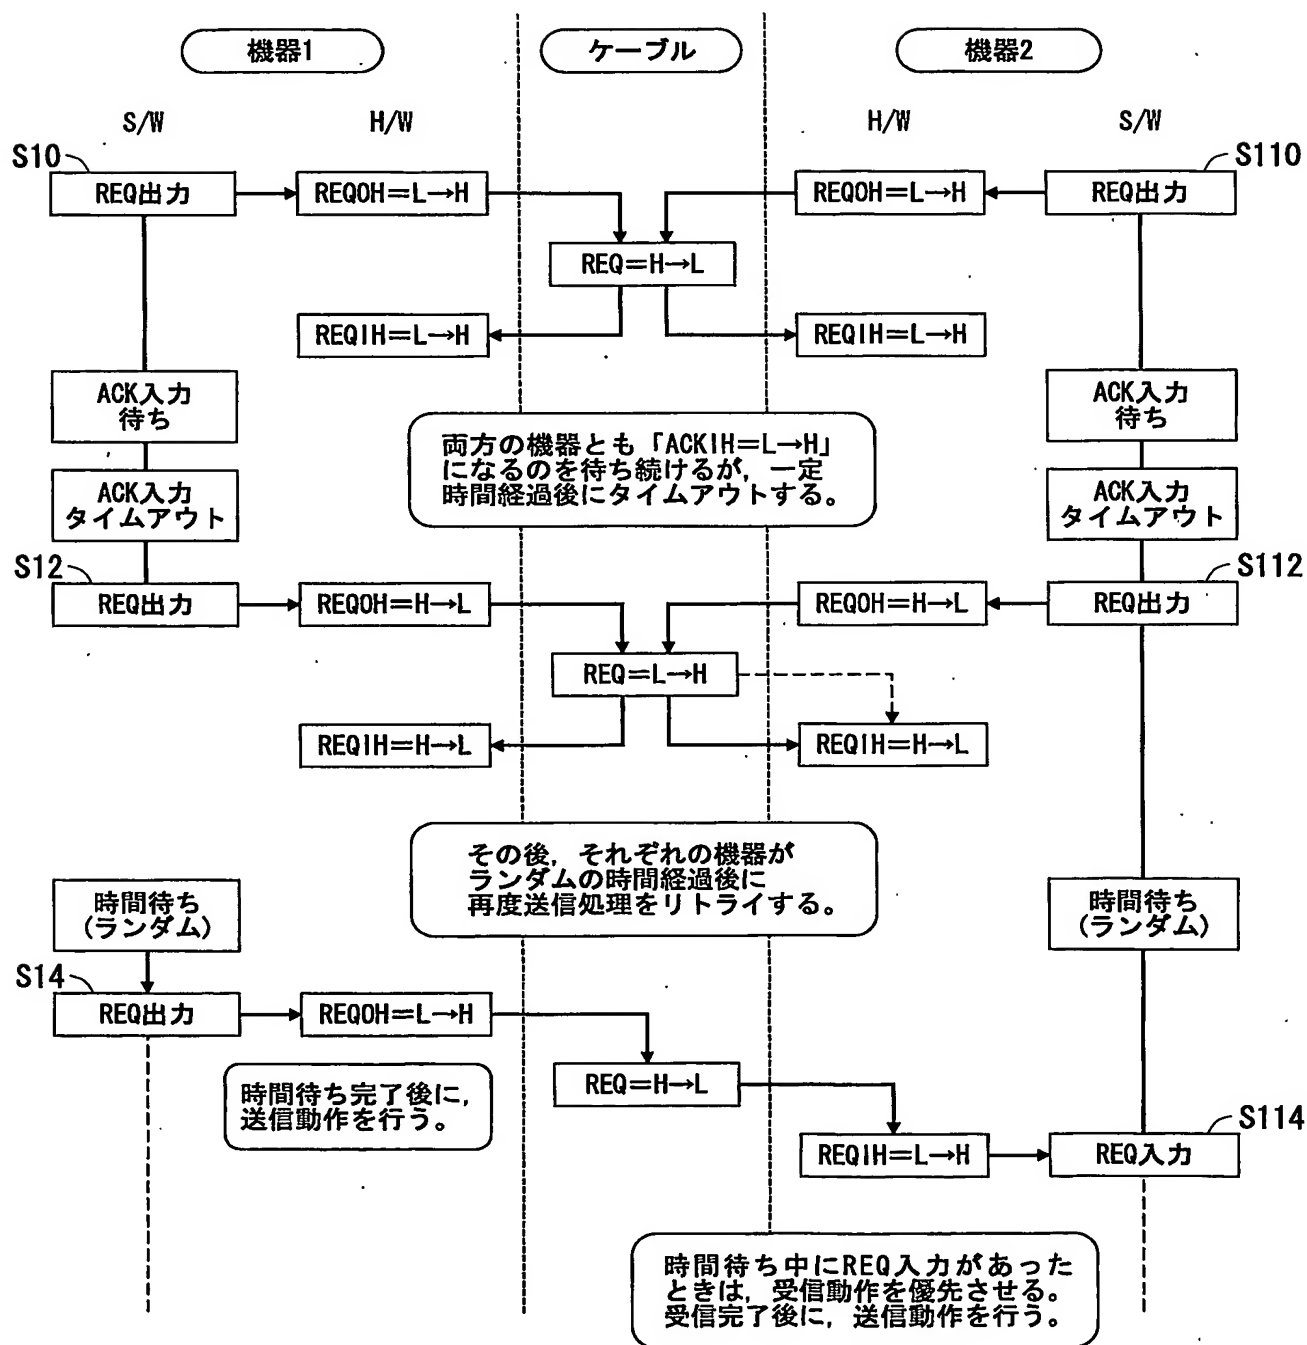 機器1
ケーブル
機器2
S/W
H/W
H/W
S/W
S10
S110
REQ出力
REQOH=L→H
REQOH=L→H
REQ出力
REQ=H→L
REQIH=L→H
REQIH=L→H
ACK入力
待ち
ACK入力
待ち
両方の機器とも「ACKIH=L→H」
になるのを待ち続けるが,一定
時間経過後にタイムアウトする。
ACK入力
タイムアウト
ACK入力
タイムアウト
S12
S112
REQ出力
REQOH=H→L
REQOH=H→L
REQ出力
REQ=L→H
REQIH=H→L
REQIH=H→L
その後,それぞれの機器が
ランダムの時間経過後に
再度送信処理をリトライする。
時間待ち
(ランダム)
時間待ち
(ランダム)
S14
REQ出力
REQOH=L→H
REQ=H→L
時間待ち完了後に,
送信動作を行う。
S114
REQIH=L→H
REQ入力
時間待ち中にREQ入力があった
ときは,受信動作を優先させる。
受信完了後に,送信動作を行う。